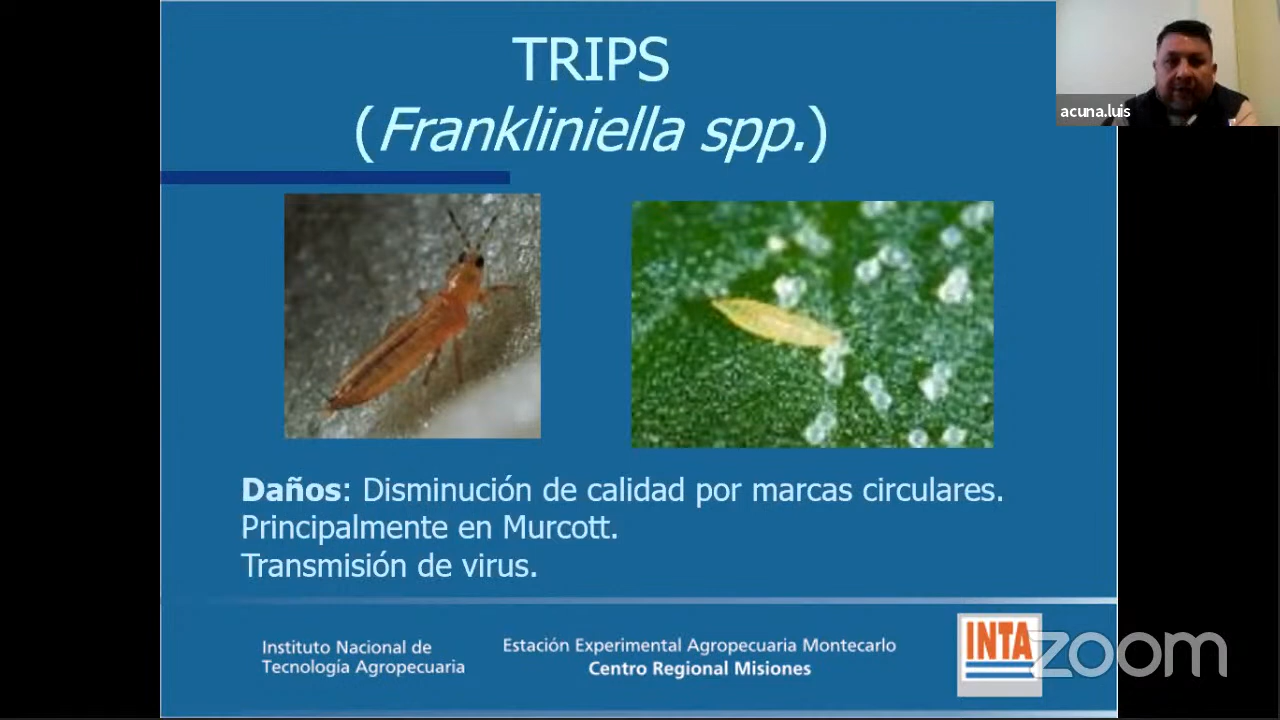 TRIPS
(Frankliniella spp.)
acuna.luis
Daños: Disminución de calidad por marcas circulares.
Principalmente en Murcott.
Transmisión de virus.
Instituto Nacional de
Tecnología Agropecuaria
Estación Experimental Agropecuaria Montecarlo
Centro Regional Misiones
INTA
zoom